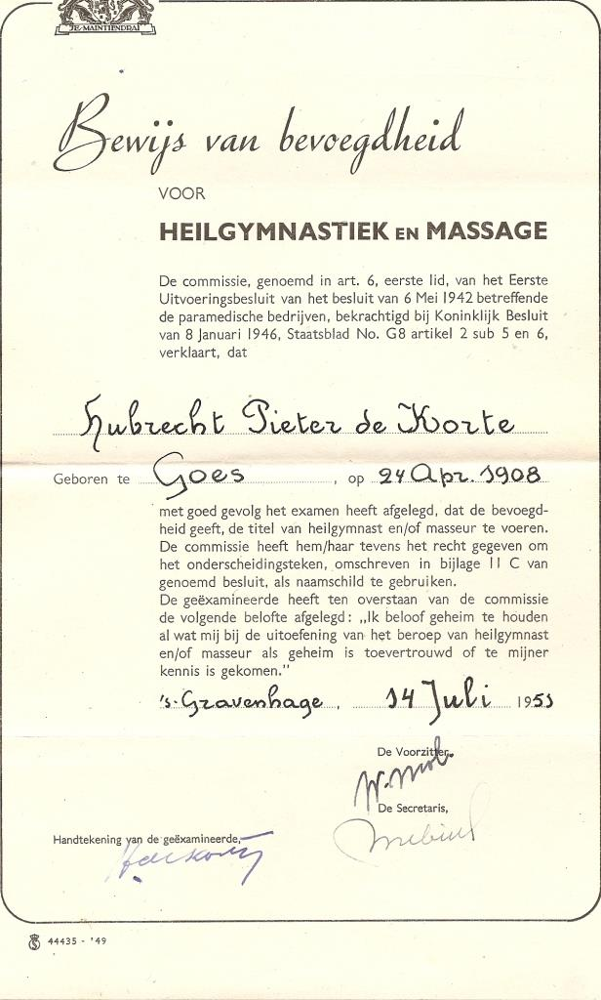 JE·MAINTIENDRAI
Bewijs van bevoegdheid
VOOR
HEILGYMNASTIEK EN MASSAGE
De commissie, genoemd in art. 6, eerste lid, van het Eerste
Uitvoeringsbesluit van het besluit van 6 Mei 1942 betreffende
de paramedische bedrijven, bekrachtigd bij Koninklijk Besluit
van 8 Januari 1946, Staatsblad No. G8 artikel 2 sub 5 en 6,
verklaart, dat
Hubrecht Pieter de Korte
Geboren te Goes, op 24 Apr. 1908
met goed gevolg het examen heeft afgelegd, dat de bevoegd-
heid geeft, de titel van heilgymnast en/of masseur te voeren.
De commissie heeft hem/haar tevens het recht gegeven om
het onderscheidingsteken, omschreven in bijlage II C van
genoemd besluit, als naamschild te gebruiken.
De geëxamineerde heeft ten overstaan van de commissie
de volgende belofte afgelegd: „Ik beloof geheim te houden
al wat mij bij de uitoefening van het beroep van heilgymnast
en/of masseur als geheim is toevertrouwd of te mijner
kennis is gekomen.”
's-Gravenhage, 14 Juli 1953
De Voorzitter,
De Secretaris,
Handtekening van de geëxamineerde,
44435 - '49